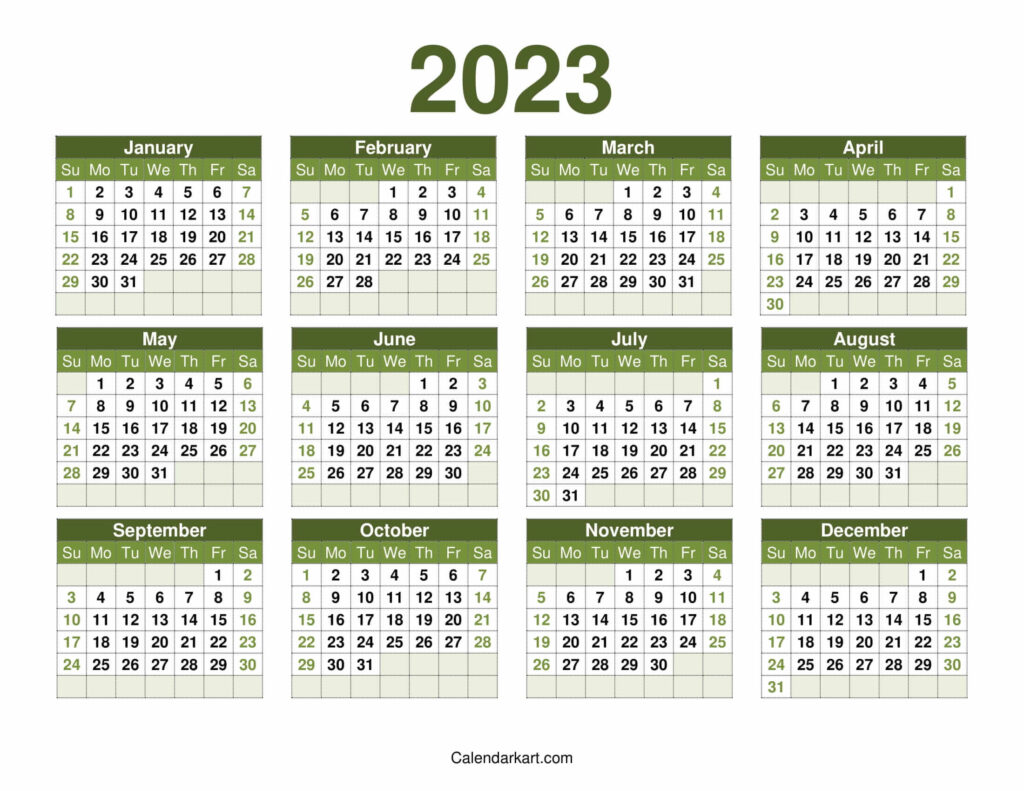 2023
January
Su Mo Tu We Th Fr Sa
1 2 3 4 5 6 7
8 9 10 11 12 13 14
15 16 17 18 19 20 21
22 23 24 25 26 27 28
29 30 31
February
Su Mo Tu We Th Fr Sa
1 2 3 4
5 6 7 8 9 10 11
12 13 14 15 16 17 18
19 20 21 22 23 24 25
26 27 28
March
Su Mo Tu We Th Fr Sa
1 2 3 4
5 6 7 8 9 10 11
12 13 14 15 16 17 18
19 20 21 22 23 24 25
26 27 28 29 30 31
April
Su Mo Tu We Th Fr Sa
1
2 3 4 5 6 7 8
9 10 11 12 13 14 15
16 17 18 19 20 21 22
23 24 25 26 27 28 29
30
May
Su Mo Tu We Th Fr Sa
1 2 3 4 5 6
7 8 9 10 11 12 13
14 15 16 17 18 19 20
21 22 23 24 25 26 27
28 29 30 31
June
Su Mo Tu We Th Fr Sa
1 2 3
4 5 6 7 8 9 10
11 12 13 14 15 16 17
18 19 20 21 22 23 24
25 26 27 28 29 30
July
Su Mo Tu We Th Fr Sa
1
2 3 4 5 6 7 8
9 10 11 12 13 14 15
16 17 18 19 20 21 22
23 24 25 26 27 28 29
30 31
August
Su Mo Tu We Th Fr Sa
1 2 3 4 5
6 7 8 9 10 11 12
13 14 15 16 17 18 19
20 21 22 23 24 25 26
27 28 29 30 31
September
Su Mo Tu We Th Fr Sa
1 2
3 4 5 6 7 8 9
10 11 12 13 14 15 16
17 18 19 20 21 22 23
24 25 26 27 28 29 30
October
Su Mo Tu We Th Fr Sa
1 2 3 4 5 6 7
8 9 10 11 12 13 14
15 16 17 18 19 20 21
22 23 24 25 26 27 28
29 30 31
November
Su Mo Tu We Th Fr Sa
1 2 3 4
5 6 7 8 9 10 11
12 13 14 15 16 17 18
19 20 21 22 23 24 25
26 27 28 29 30
December
Su Mo Tu We Th Fr Sa
1 2
3 4 5 6 7 8 9
10 11 12 13 14 15 16
17 18 19 20 21 22 23
24 25 26 27 28 29 30
31
Calendarkart.com